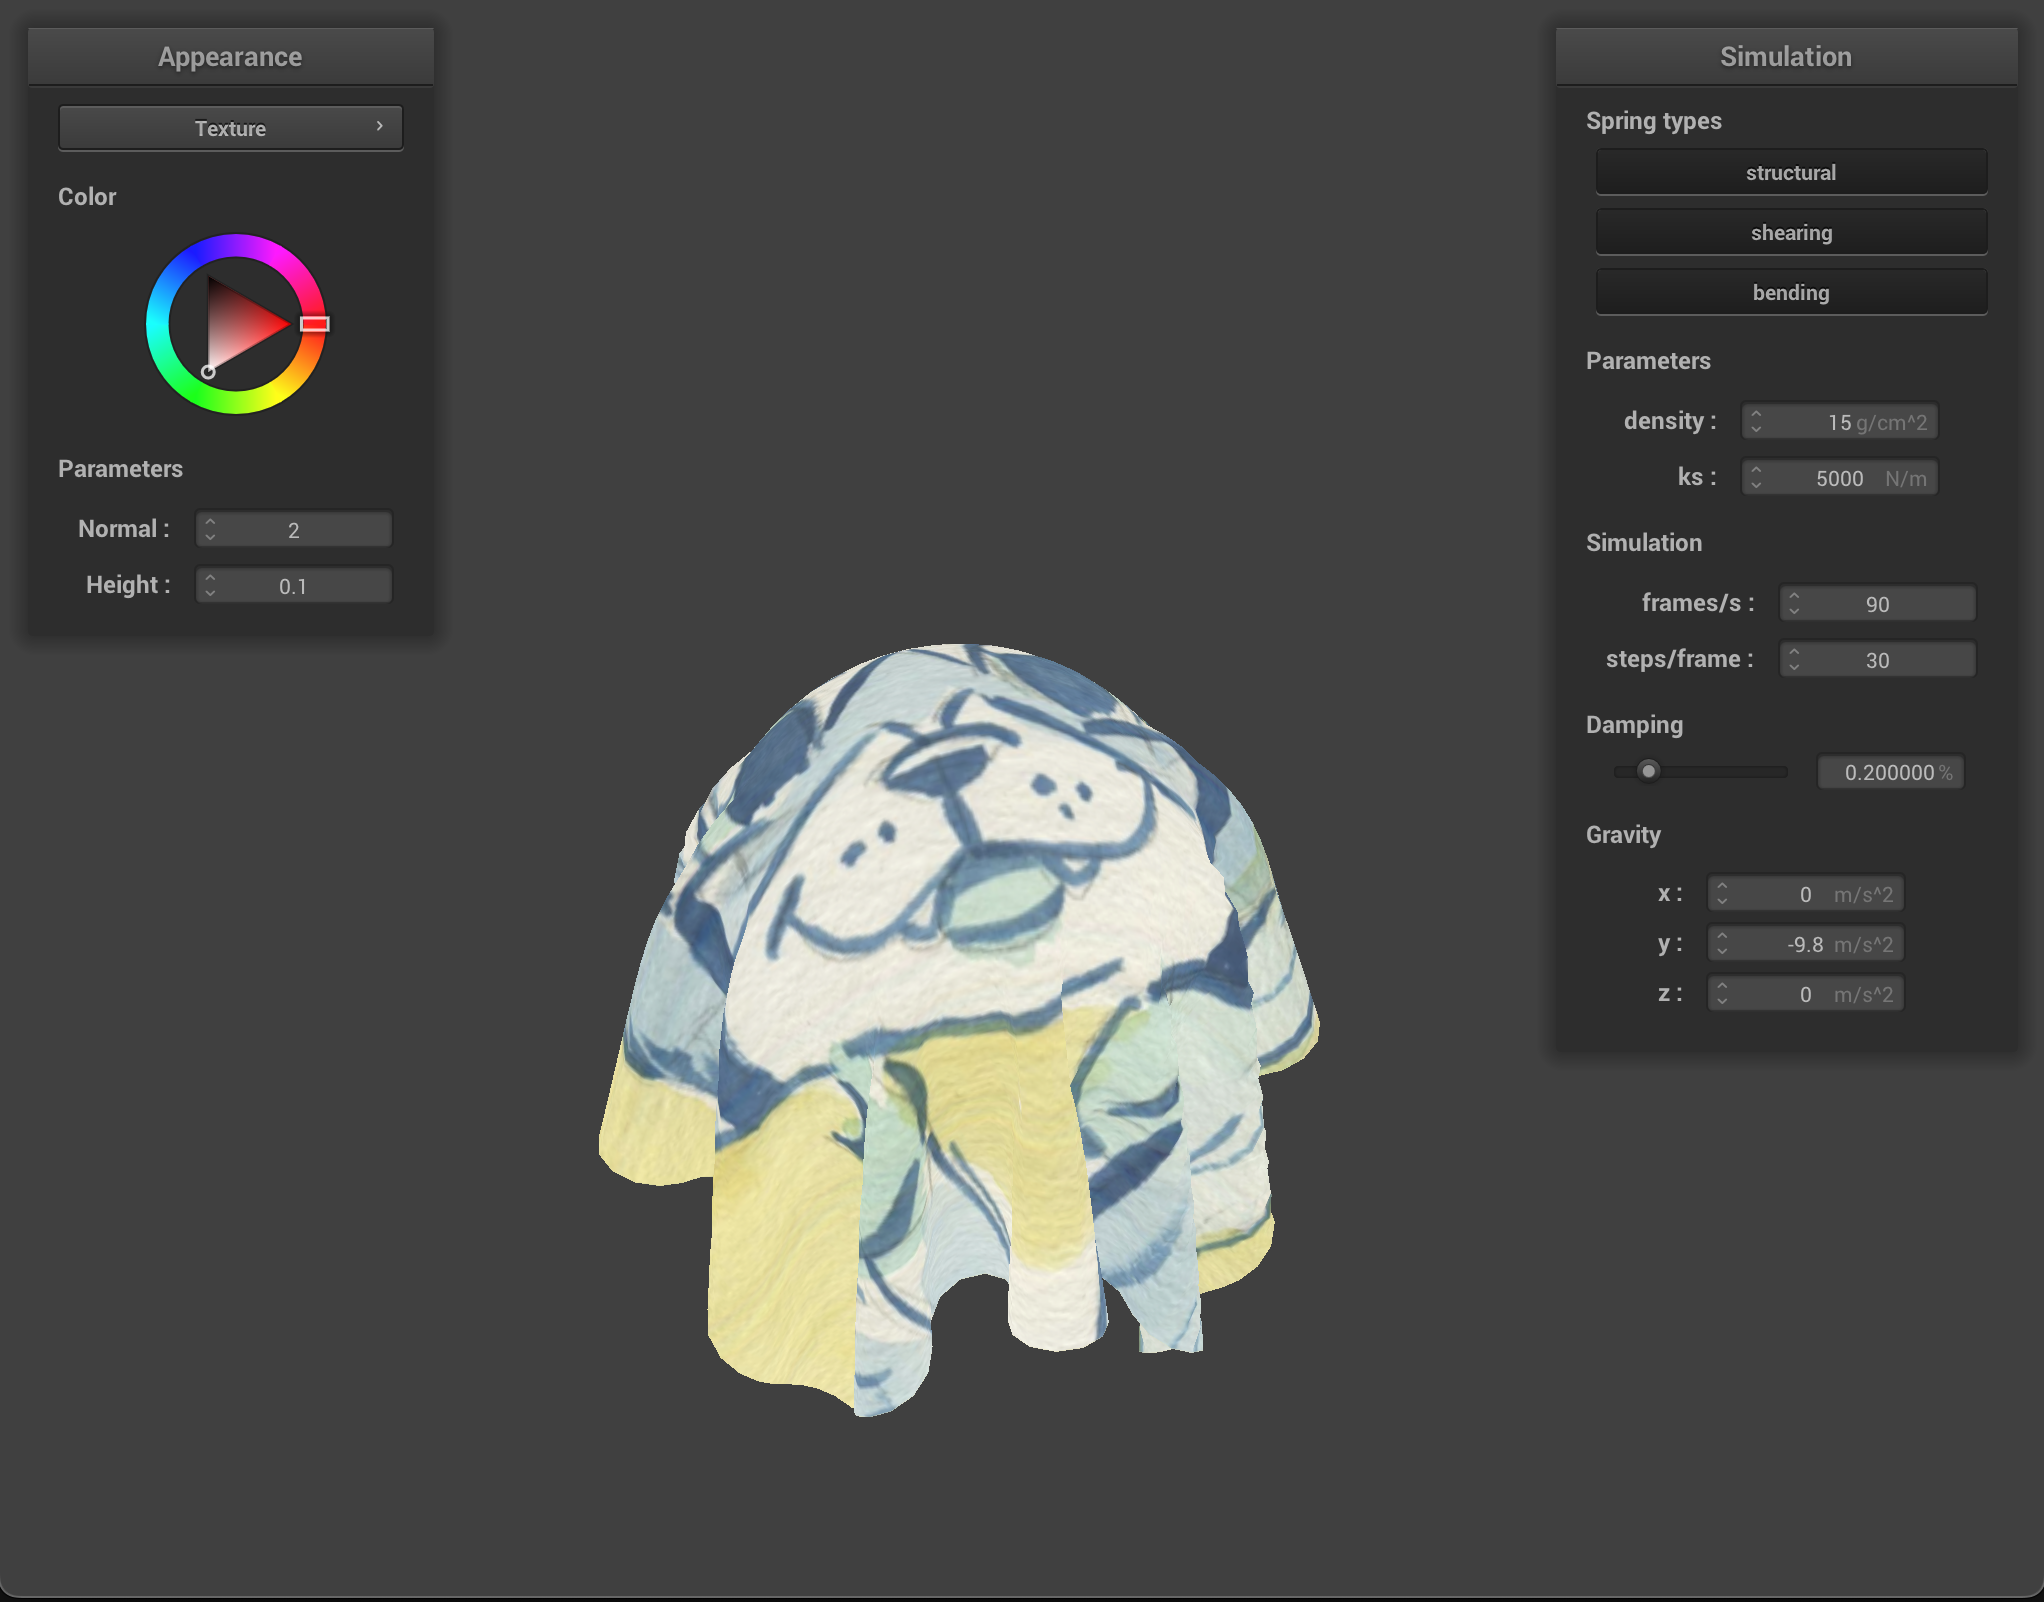 Appearance
Texture
Color
Parameters
Normal : 2
Height : 0.1
Simulation
Spring types
structural
shearing
bending
Parameters
density : 15 g/cm^2
ks : 5000 N/m
Simulation
frames/s : 90
steps/frame : 30
Damping
0.200000 %
Gravity
x : 0 m/s^2
y : -9.8 m/s^2
z : 0 m/s^2